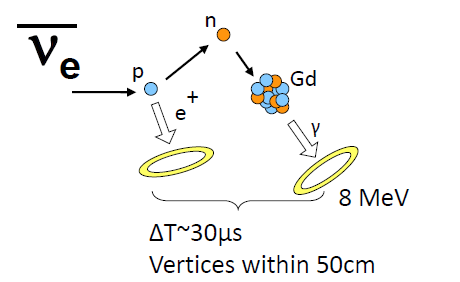 ν̅e
n
p
Gd
e+
γ
8 MeV
ΔT~30μs
Vertices within 50cm